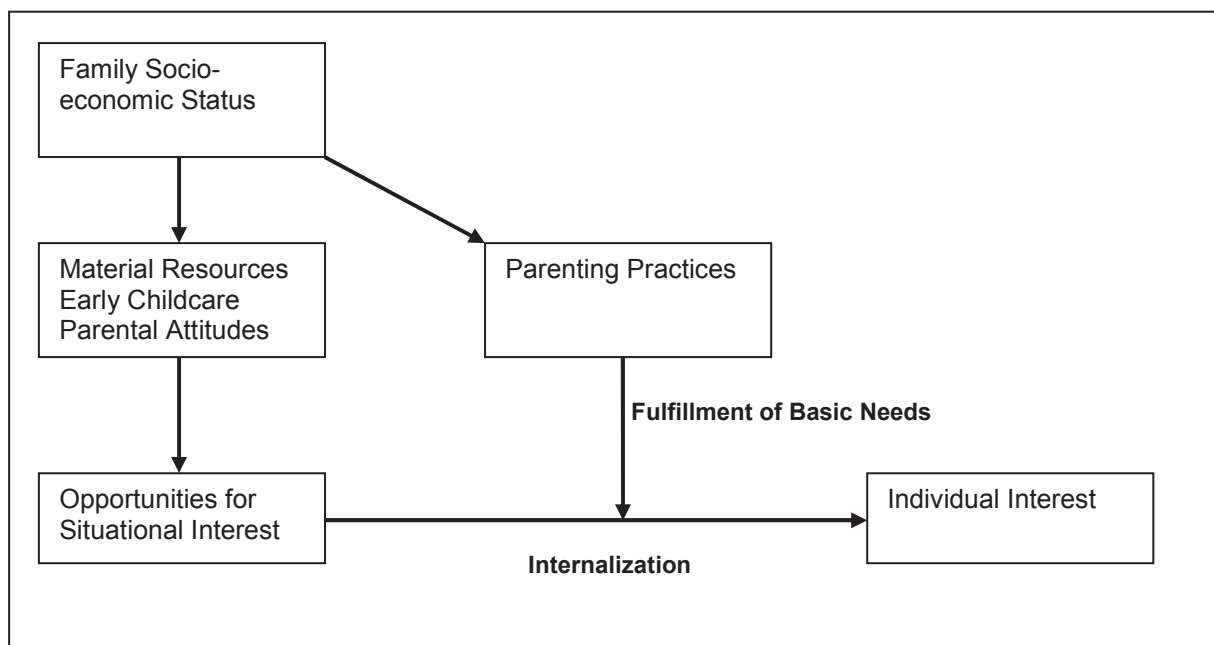 Family Socio-
economic Status
Material Resources
Early Childcare
Parental Attitudes
Parenting Practices
Fulfillment of Basic Needs
Opportunities for
Situational Interest
Individual Interest
Internalization